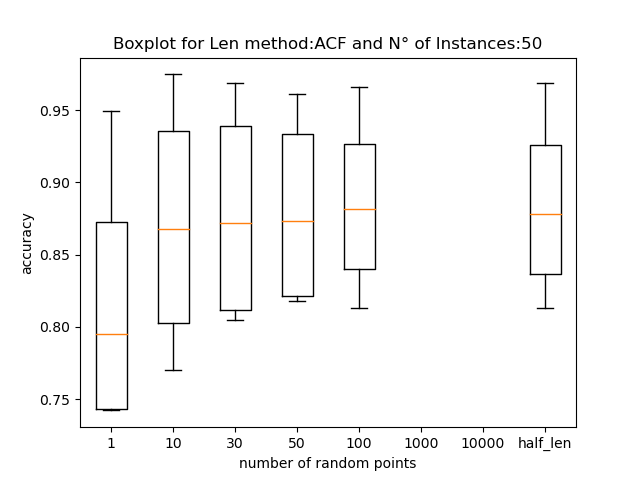 Boxplot for Len method:ACF and N° of Instances:50
0.95
0.90
0.85
0.80
0.75
accuracy
1 10 30 50 100 1000 10000 half_len
number of random points